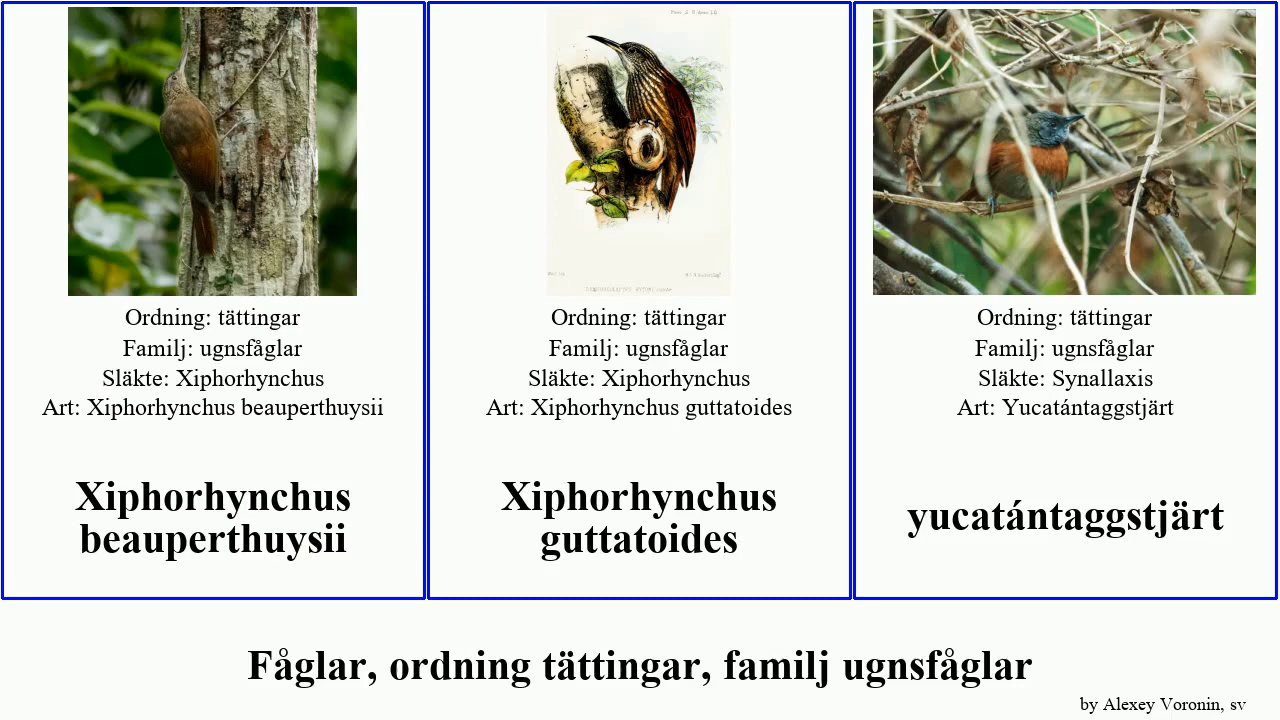 Ordning: tättingar
Familj: ugnsfåglar
Släkte: Xiphorhynchus
Art: Xiphorhynchus beauperthuysii
Xiphorhynchus
beauperthuysii
Ordning: tättingar
Familj: ugnsfåglar
Släkte: Xiphorhynchus
Art: Xiphorhynchus guttatoides
Xiphorhynchus
guttatoides
Ordning: tättingar
Familj: ugnsfåglar
Släkte: Synallaxis
Art: Yucatántaggstjärt
yucatántaggstjärt
Fåglar, ordning tättingar, familj ugnsfåglar
by Alexey Voronin, sv